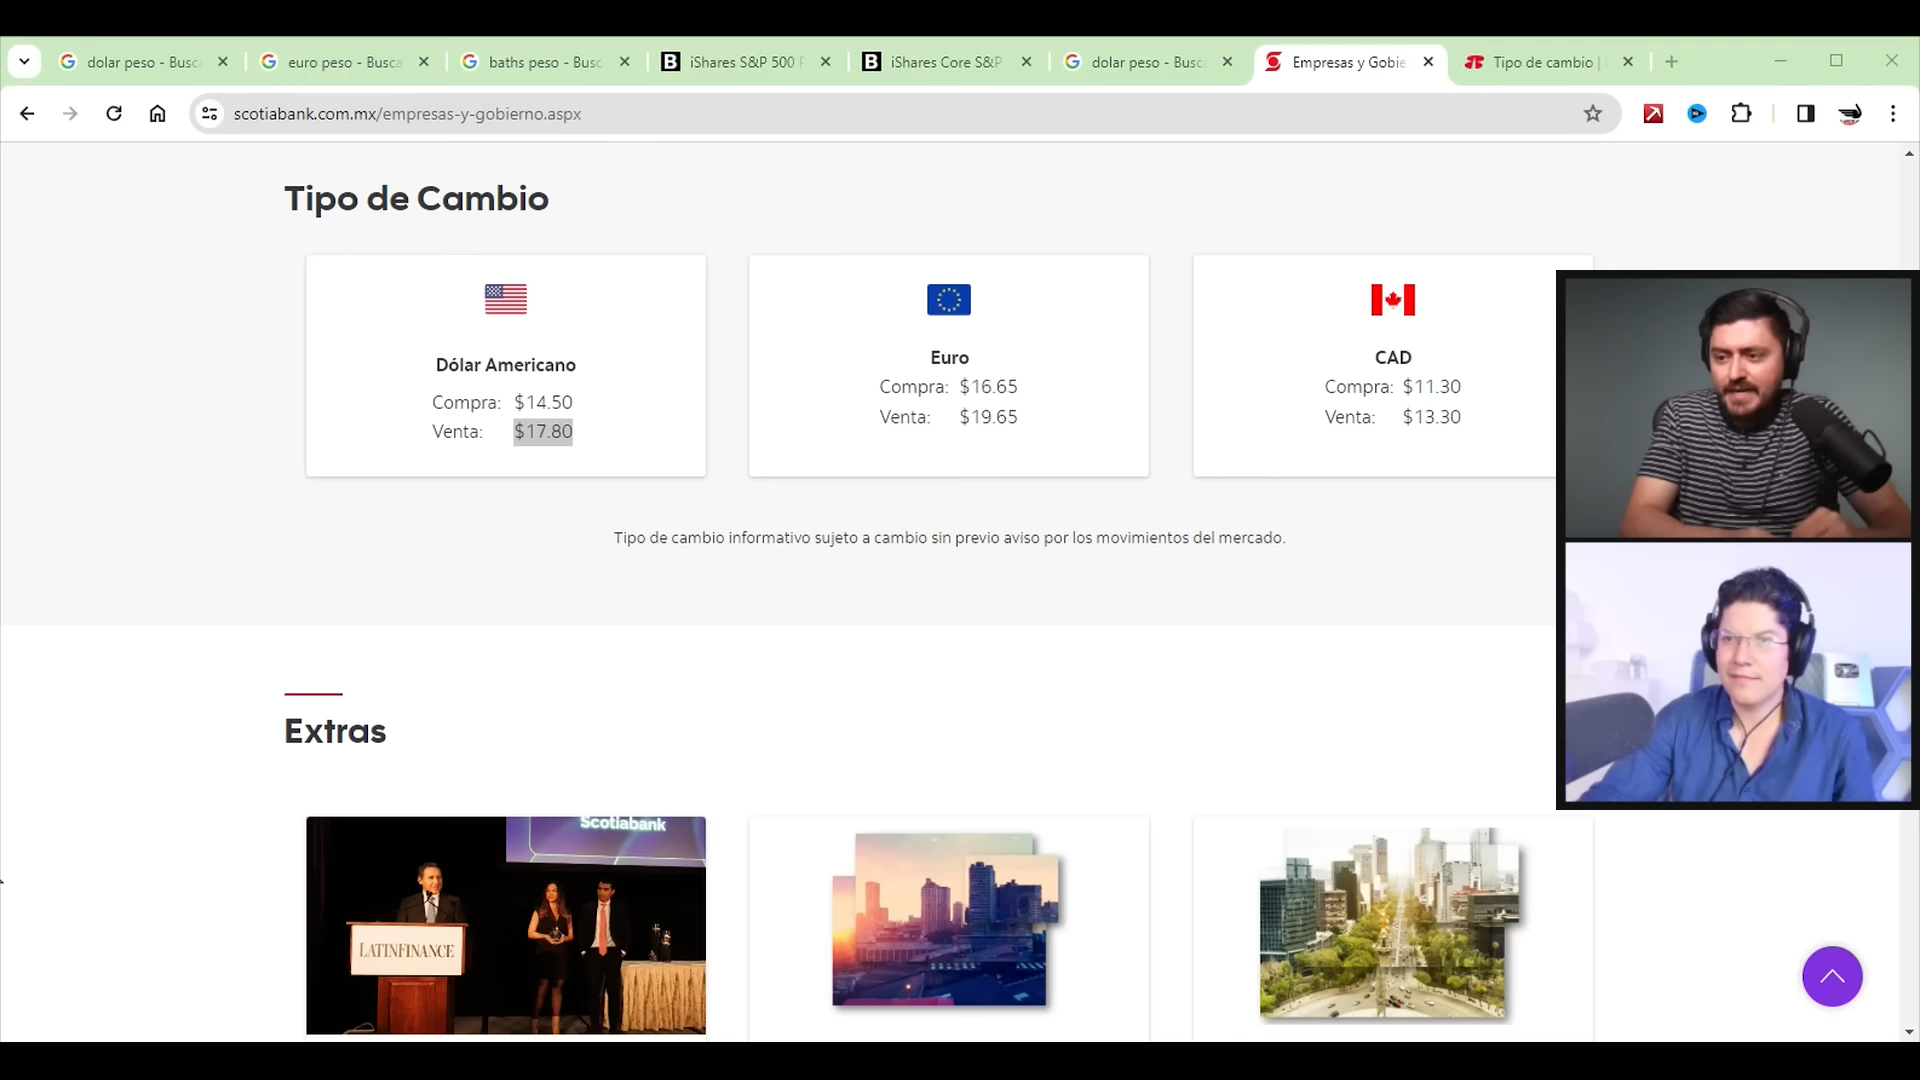 dolar peso - Busca
euro peso - Busca
baths peso - Busc
iShares S&P 500
iShares Core S&P
dolar peso - Busca
Empresas y Gobie
Tipo de cambio |
scotiabank.com.mx/empresas-y-gobierno.aspx
Tipo de Cambio
Dólar Americano
Compra: $14.50
Venta: $17.80
Euro
Compra: $16.65
Venta: $19.65
CAD
Compra: $11.30
Venta: $13.30
Tipo de cambio informativo sujeto a cambio sin previo aviso por los movimientos del mercado.
Extras
Scotiabank
LATINFINANCE